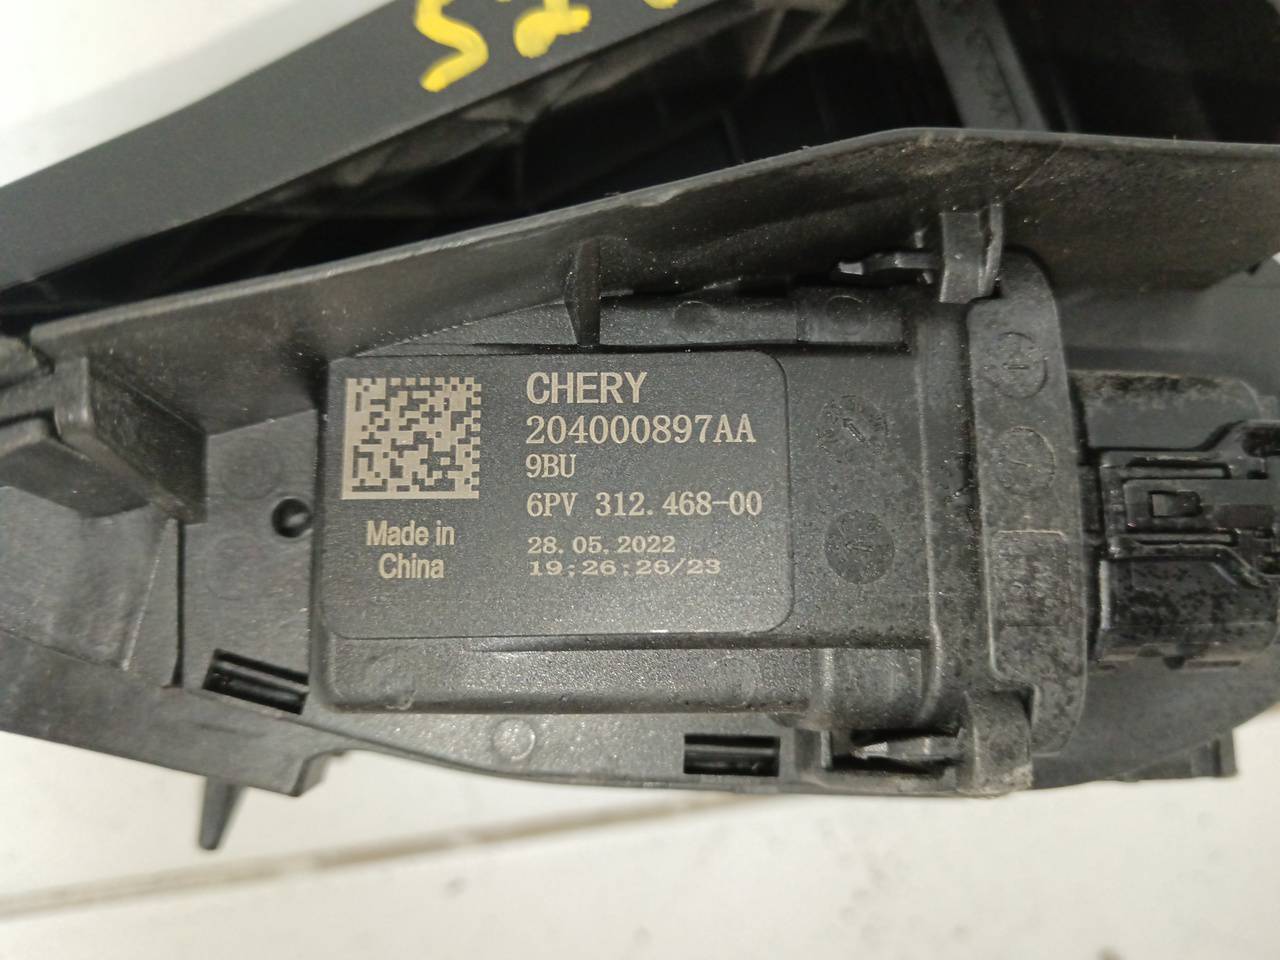 CHERY
204000897AA
9BU
6PV 312.468-00
28.05.2022
19:26:26/23
Made in
China